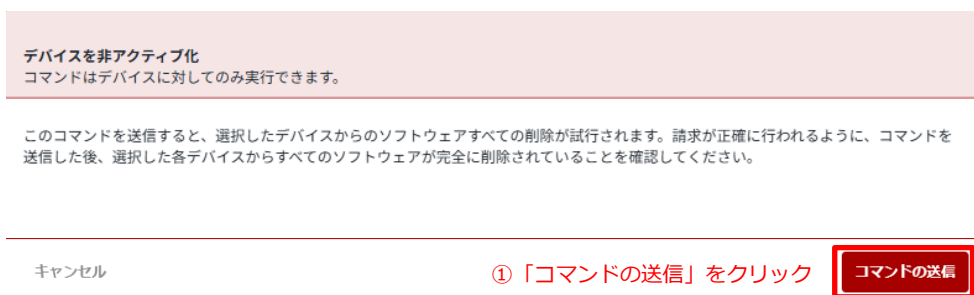 デバイスを非アクティブ化
コマンドはデバイスに対してのみ実行できます。
このコマンドを送信すると、選択したデバイスからのソフトウェアすべての削除が試行されます。請求が正確に行われるように、コマンドを
送信した後、選択した各デバイスからすべてのソフトウェアが完全に削除されていることを確認してください。
キャンセル
①「コマンドの送信」をクリック
コマンドの送信